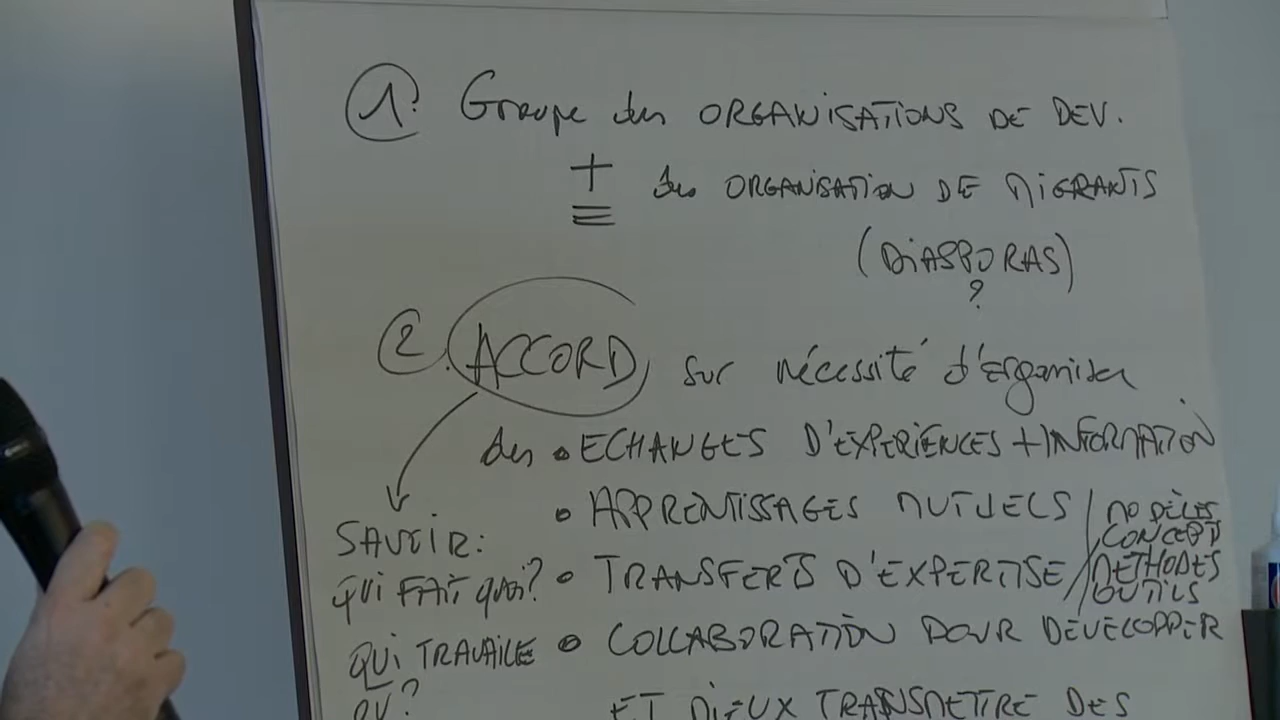 1. Groupe des ORGANISATIONS DE DEV.
+ des ORGANISATION DE MIGRANTS
(DIASPORAS)
?
2. ACCORD sur nécessité d'organiser
des • ECHANGES D'EXPERIENCES + INFORMATION
• APPRENTISSAGES MUTUELS / MODÈLES
CONCEPTS
• TRANSFERTS D'EXPERTISE / METHODES
OUTILS
• COLLABORATION POUR DEVELOPPER
ET MIEUX TRANSMETTRE DES
SAVOIR:
QUI FAIT quoi?
QUI TRAVAILLE
OU?